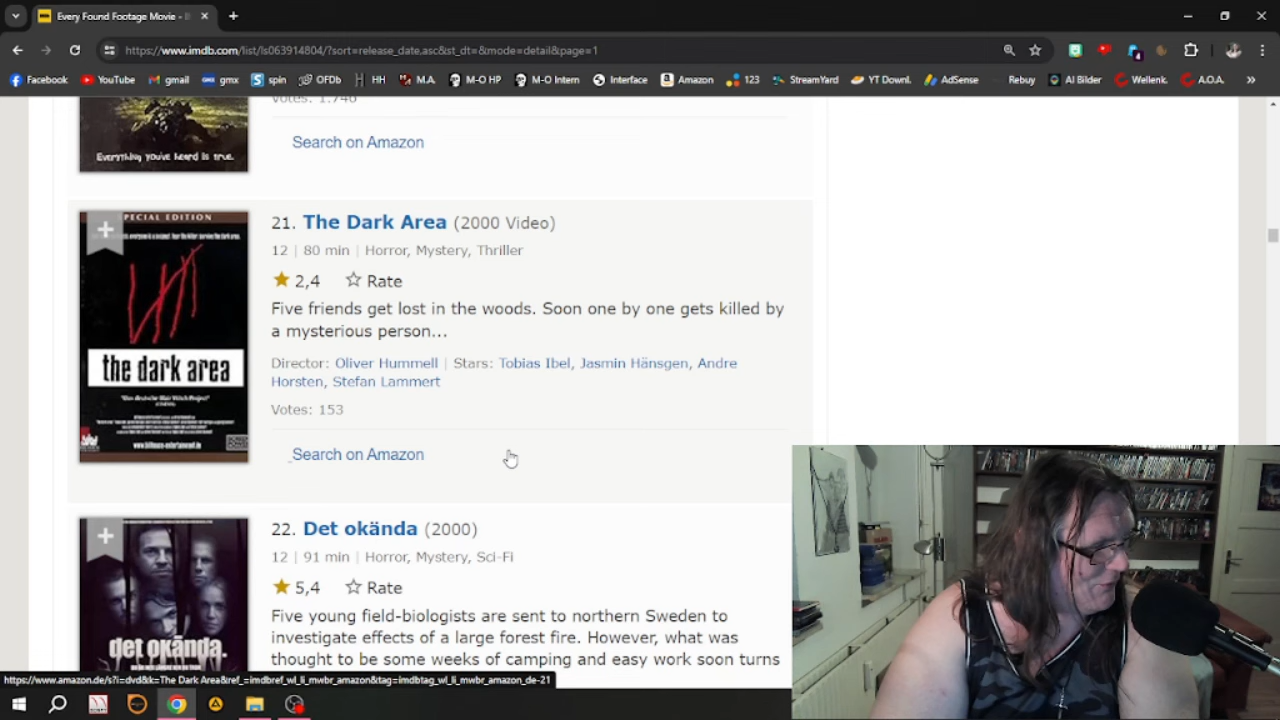 Every Found Footage Movie - I
https://www.imdb.com/list/ls063914804/?sort=release_date,asc&st_dt=&mode=detail&page=1
Facebook YouTube gmail gmx spin OFDb HH M.A. M-O HP M-O Intern Interface Amazon 123 StreamYard YT Downl. AdSense Rebuy AI Bilder Wellenk. A.O.A. »
Votes: 1.746
Everything you've heard is true.
Search on Amazon
SPECIAL EDITION
the dark area
21. The Dark Area (2000 Video)
12 | 80 min | Horror, Mystery, Thriller
2,4 Rate
Five friends get lost in the woods. Soon one by one gets killed by
a mysterious person...
Director: Oliver Hummell | Stars: Tobias Ibel, Jasmin Hänsgen, Andre
Horsten, Stefan Lammert
Votes: 153
Search on Amazon
det okända.
22. Det okända (2000)
12 | 91 min | Horror, Mystery, Sci-Fi
5,4 Rate
Five young field-biologists are sent to northern Sweden to
investigate effects of a large forest fire. However, what was
thought to be some weeks of camping and easy work soon turns
https://www.amazon.de/s?i=dvd&k=The Dark Area&ref_=imdbref_wl_li_mwbr_amazon&tag=imdbtag_wl_li_mwbr_amazon_de-21